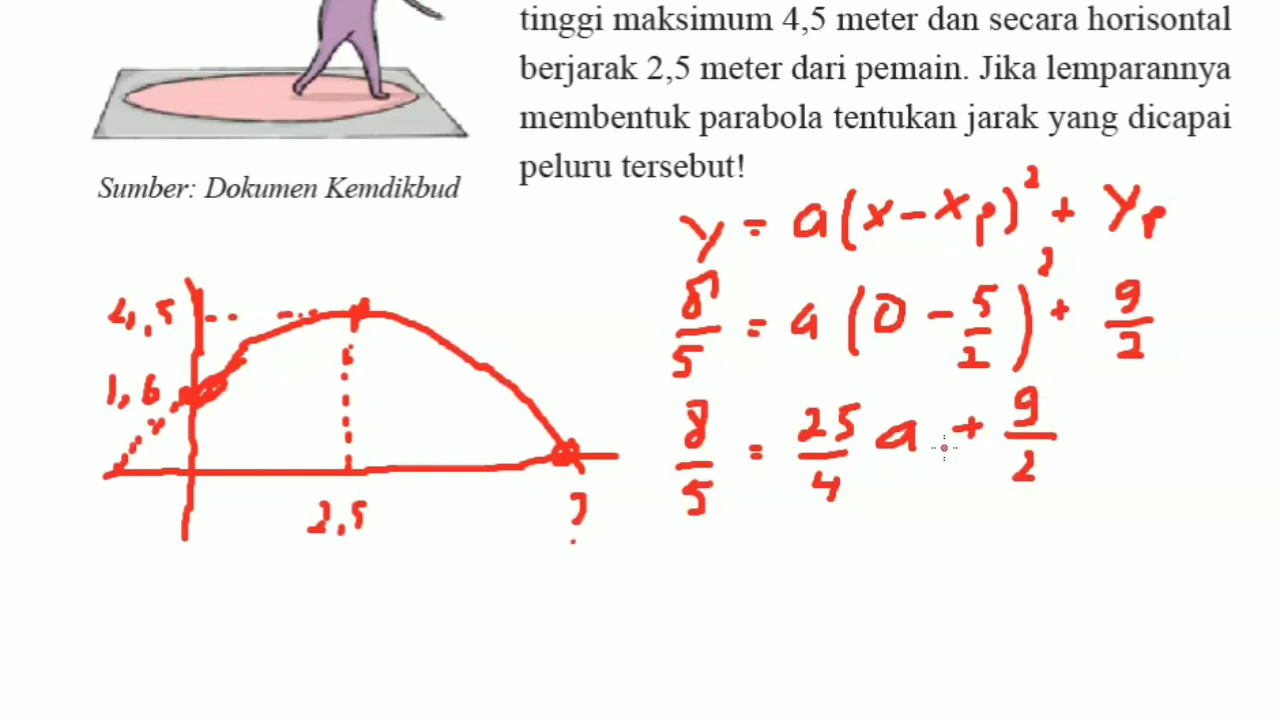 tinggi maksimum 4,5 meter dan secara horisontal
berjarak 2,5 meter dari pemain. Jika lemparannya
membentuk parabola tentukan jarak yang dicapai
peluru tersebut!
Sumber: Dokumen Kemdikbud
y = a(x - xp)² + yp
8/5 = a(0 - 5/2)² + 9/2
8/5 = 25/4 a + 9/2
4,5
1,6
2,5
?